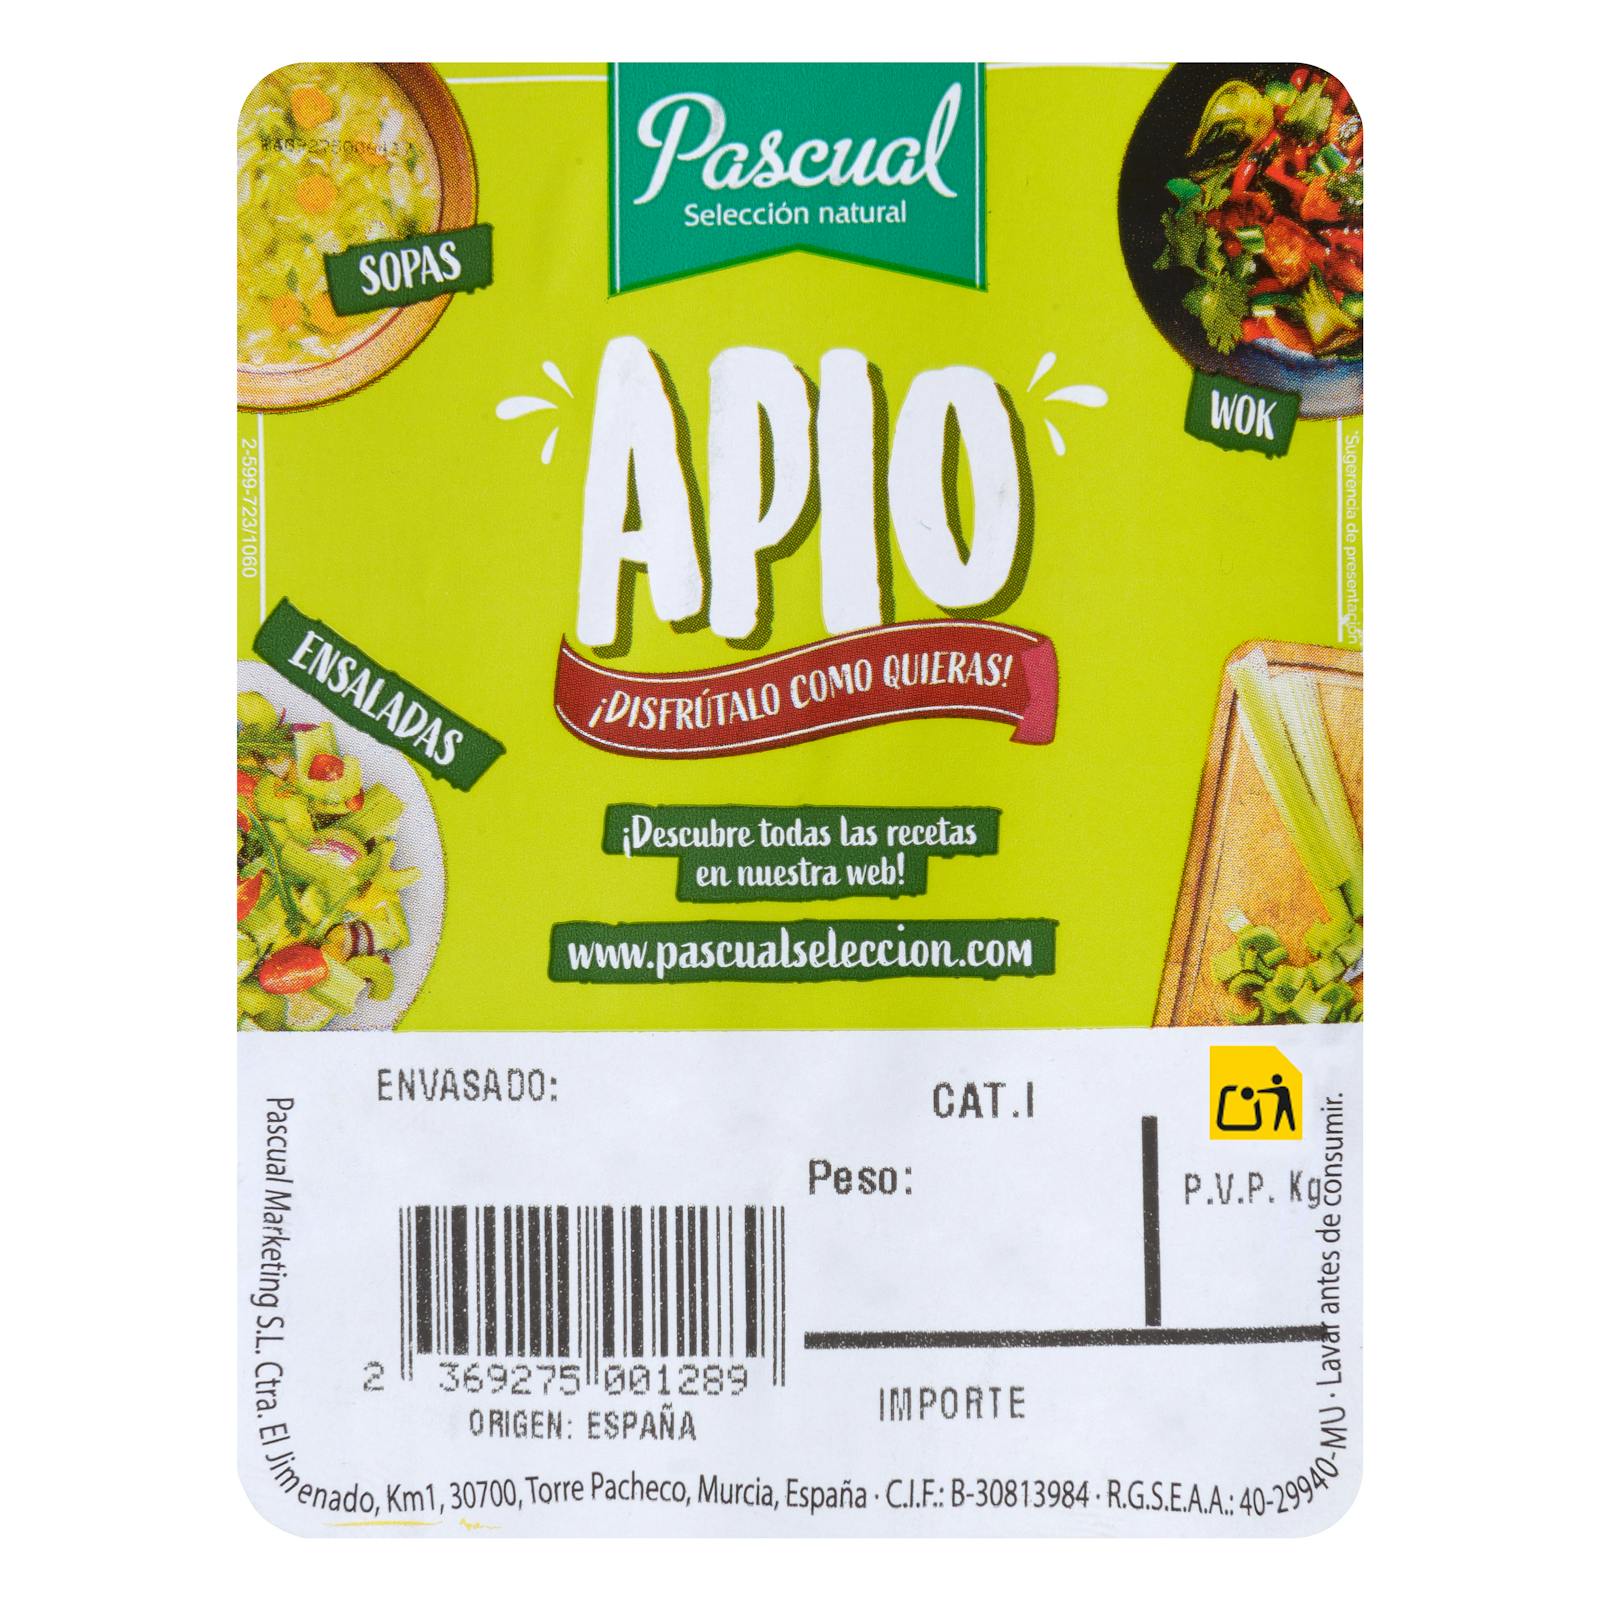 Pascual
Selección natural
SOPAS
WOK
APIO
¡DISFRÚTALO COMO QUIERAS!
ENSALADAS
2-599-723/1060
*Sugerencia de presentación
¡Descubre todas las recetas
en nuestra web!
www.pascualseleccion.com
ENVASADO:
CAT.I
Peso:
P.V.P. Kg
2 369275 001289
ORIGEN: ESPAÑA
IMPORTE
Pascual Marketing S.L. Ctra. El Jimenado, Km1, 30700, Torre Pacheco, Murcia, España · C.I.F.: B-30813984 · R.G.S.E.A.A.: 40-29940-MU · Lavar antes de consumir.